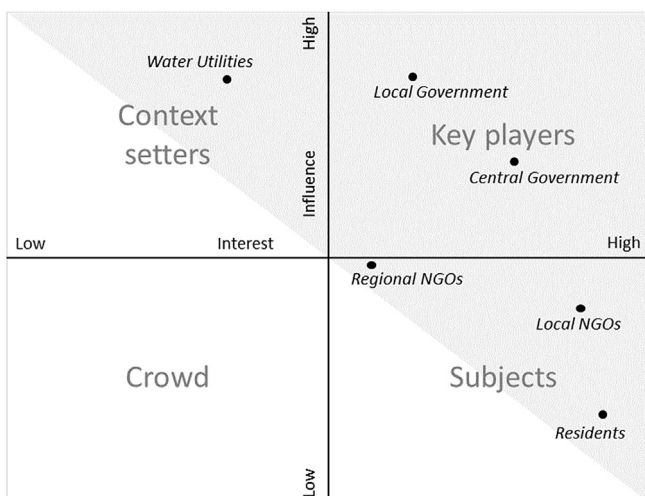 High
Water Utilities
Local Government
Context
setters
Key players
Influence
Central Government
Low
Interest
High
Regional NGOs
Local NGOs
Crowd
Subjects
Residents
Low